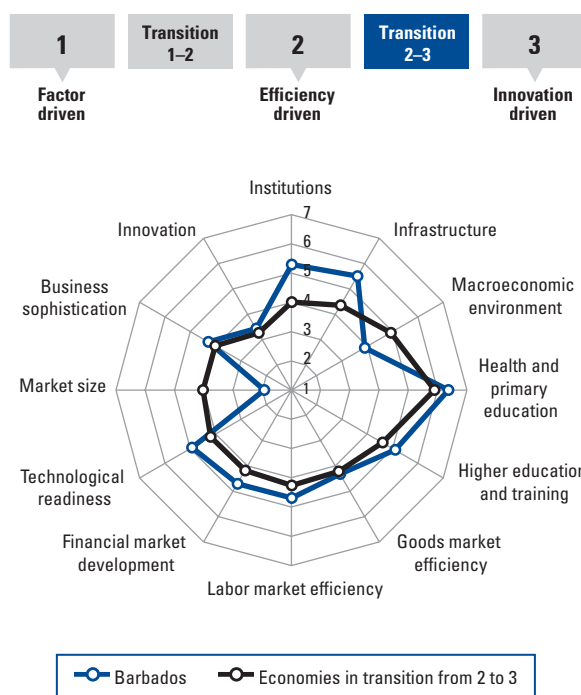 1
Transition
1–2
2
Transition
2–3
3
Factor
driven
Efficiency
driven
Innovation
driven
Institutions
7
6
5
4
3
2
1
Infrastructure
Macroeconomic
environment
Health and
primary
education
Higher education
and training
Goods market
efficiency
Labor market efficiency
Financial market
development
Technological
readiness
Market size
Business
sophistication
Innovation
Barbados
Economies in transition from 2 to 3